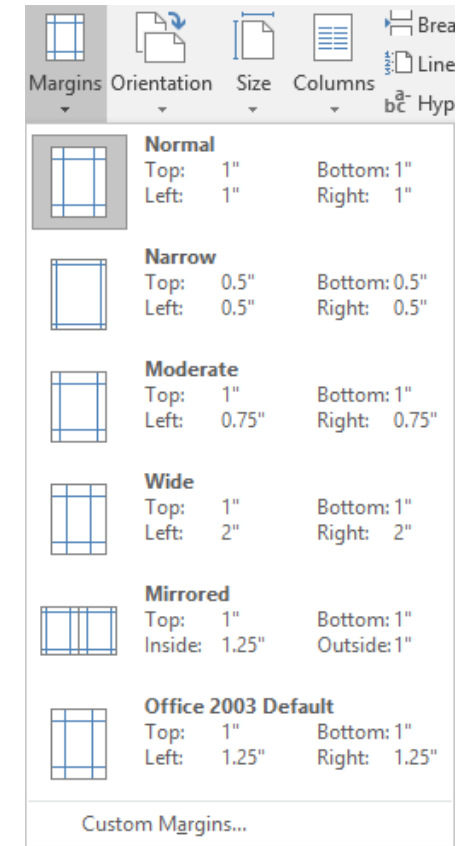 Margins Orientation Size Columns
Brea
Line
bc
a-
Hyp
Normal
Top: 1" Bottom: 1"
Left: 1" Right: 1"
Narrow
Top: 0.5" Bottom: 0.5"
Left: 0.5" Right: 0.5"
Moderate
Top: 1" Bottom: 1"
Left: 0.75" Right: 0.75"
Wide
Top: 1" Bottom: 1"
Left: 2" Right: 2"
Mirrored
Top: 1" Bottom: 1"
Inside: 1.25" Outside: 1"
Office 2003 Default
Top: 1" Bottom: 1"
Left: 1.25" Right: 1.25"
Custom Margins...